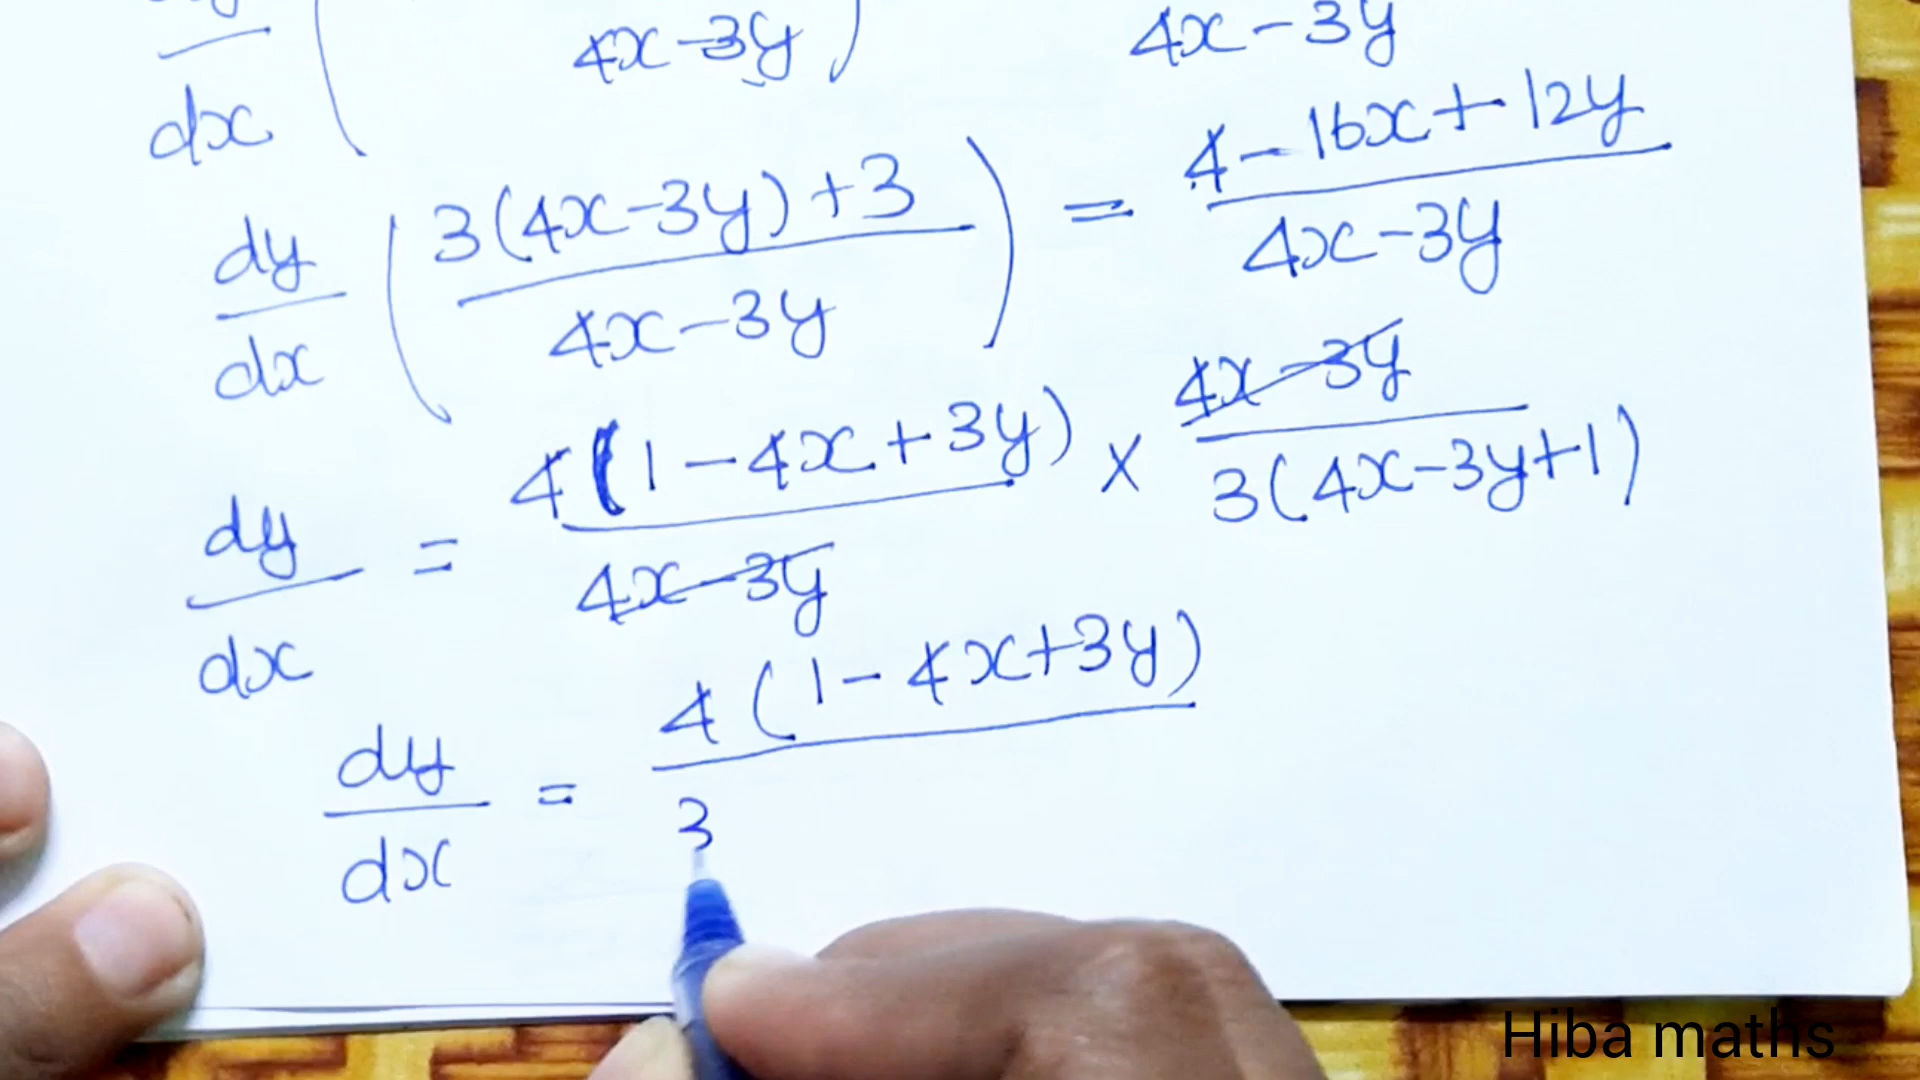 dy/dx ( 4x-3y ) 4x-3y
dy/dx ( 3(4x-3y)+3 / 4x-3y ) = 4-16x+12y / 4x-3y
dy/dx = 4(1-4x+3y) / 4x-3y × 4x-3y / 3(4x-3y+1)
dy/dx = 4(1-4x+3y) / 3
Hiba maths